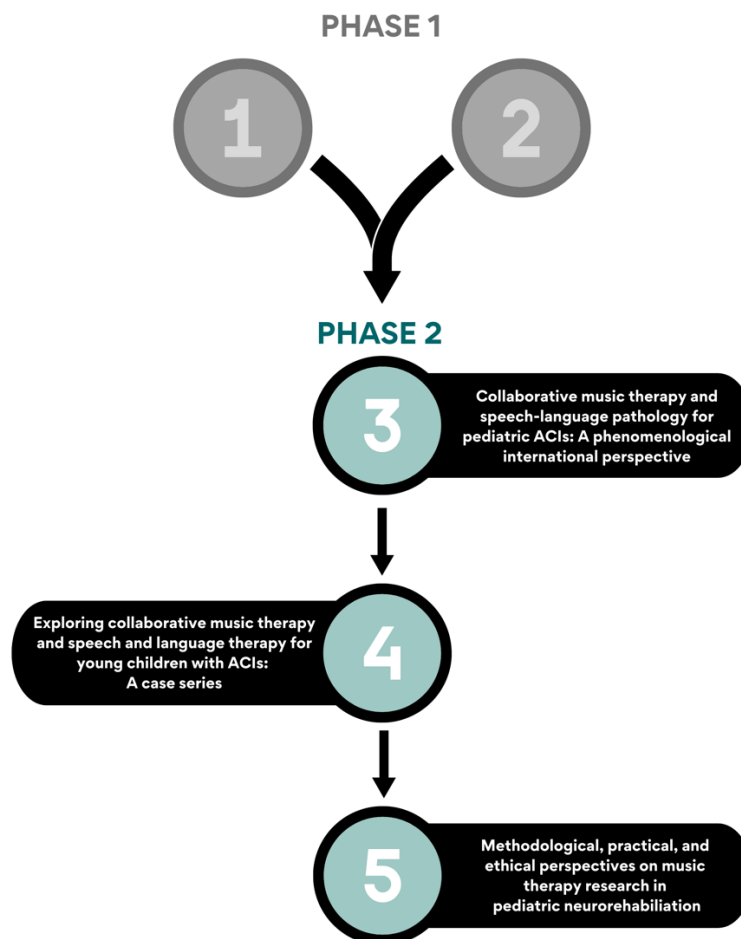 PHASE 1
1
2
PHASE 2
3
Collaborative music therapy and
speech-language pathology for
pediatric ACIs: A phenomenological
international perspective
Exploring collaborative music therapy
and speech and language therapy for
young children with ACIs:
A case series
4
5
Methodological, practical, and
ethical perspectives on music
therapy research in
pediatric neurorehabiliation